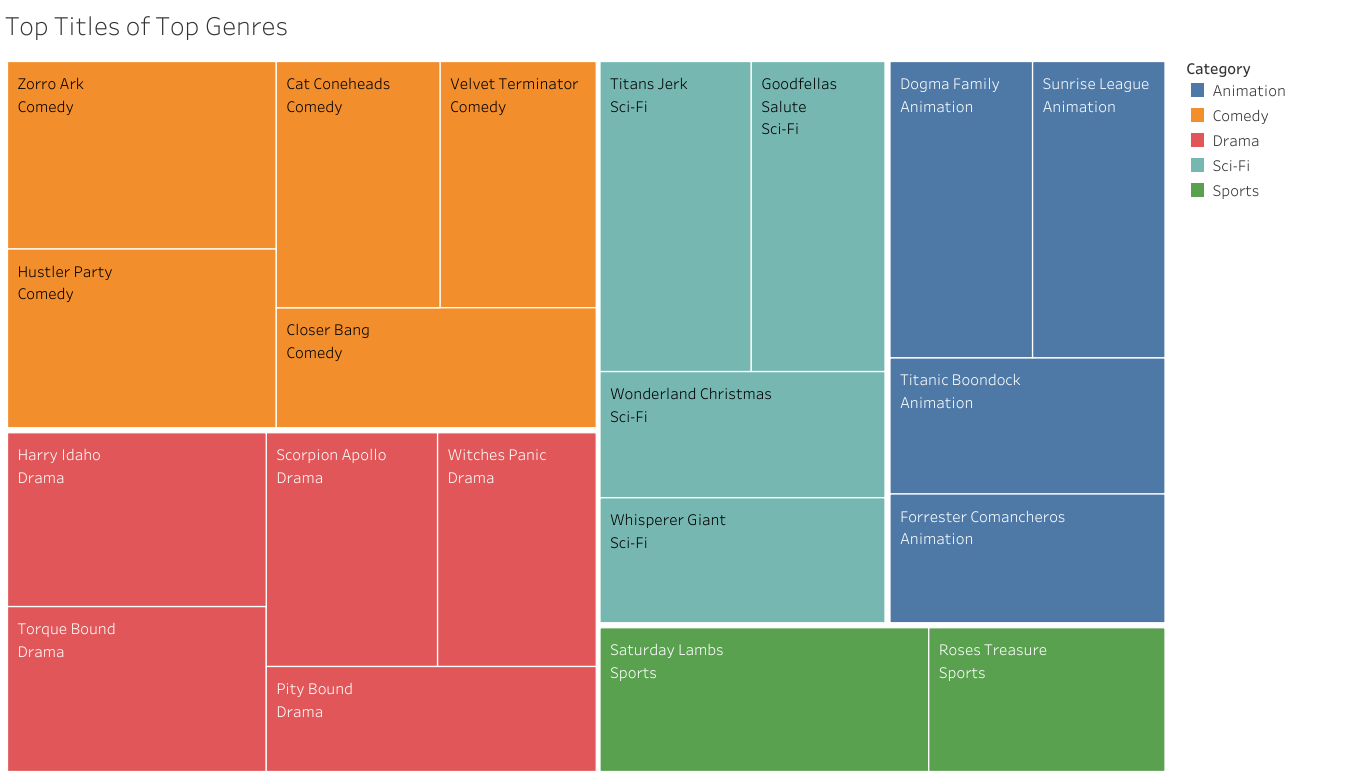 Top Titles of Top Genres
Zorro Ark
Comedy
Hustler Party
Comedy
Cat Coneheads
Comedy
Velvet Terminator
Comedy
Closer Bang
Comedy
Harry Idaho
Drama
Torque Bound
Drama
Scorpion Apollo
Drama
Witches Panic
Drama
Pity Bound
Drama
Titans Jerk
Sci-Fi
Goodfellas
Salute
Sci-Fi
Wonderland Christmas
Sci-Fi
Whisperer Giant
Sci-Fi
Dogma Family
Animation
Sunrise League
Animation
Titanic Boondock
Animation
Forrester Comancheros
Animation
Saturday Lambs
Sports
Roses Treasure
Sports
Category
Animation
Comedy
Drama
Sci-Fi
Sports